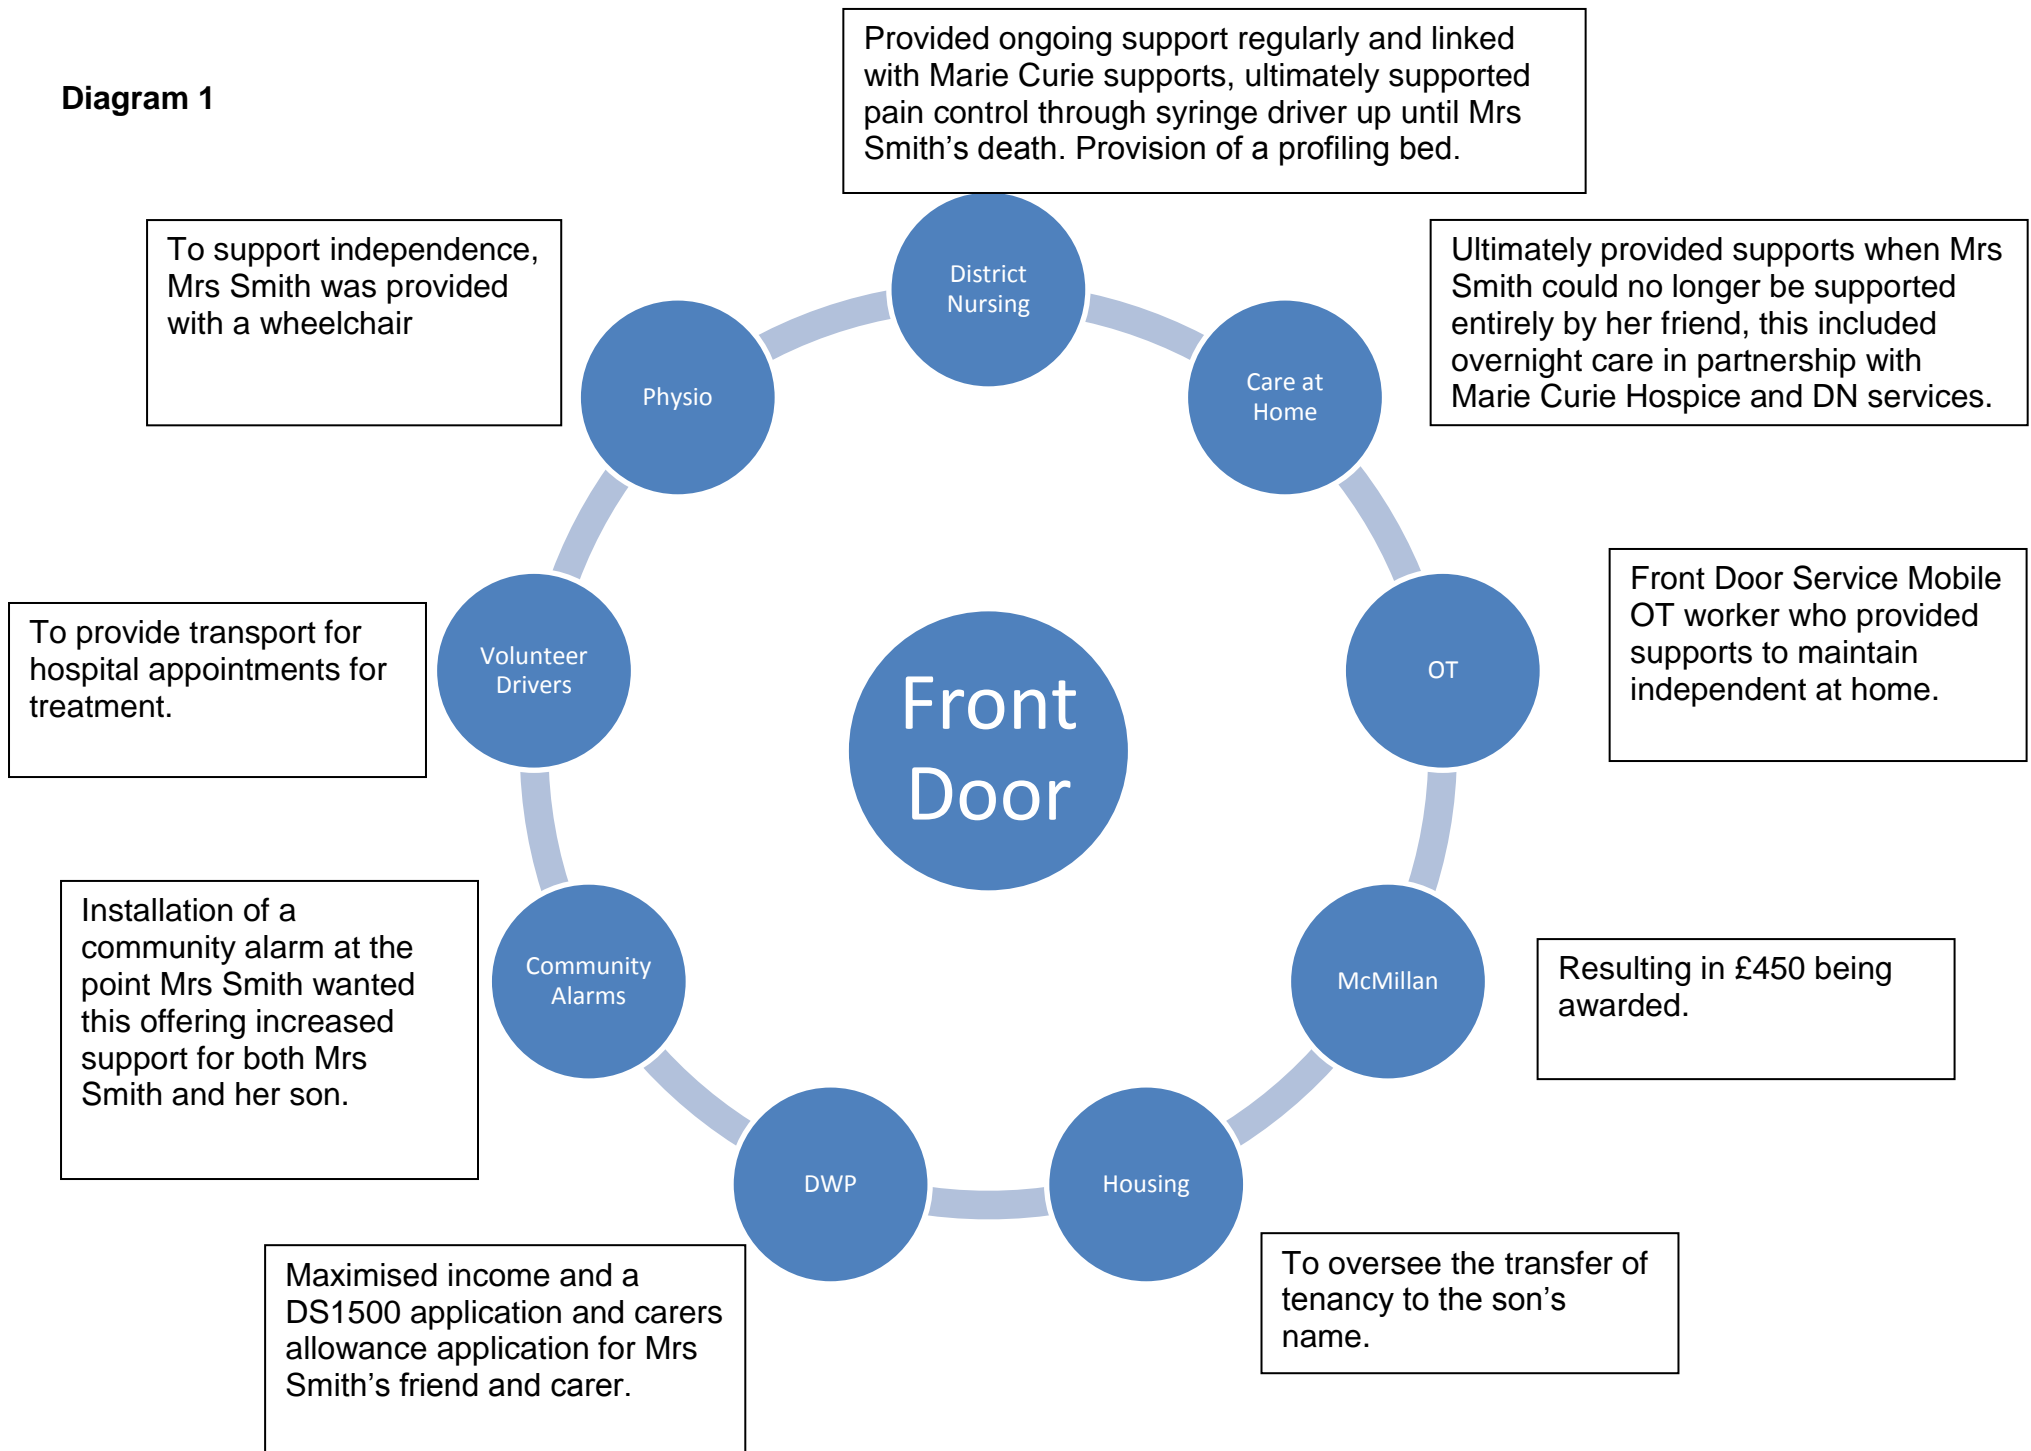 Diagram 1
Provided ongoing support regularly and linked
with Marie Curie supports, ultimately supported
pain control through syringe driver up until Mrs
Smith’s death. Provision of a profiling bed.
To support independence,
Mrs Smith was provided
with a wheelchair
Ultimately provided supports when Mrs
Smith could no longer be supported
entirely by her friend, this included
overnight care in partnership with
Marie Curie Hospice and DN services.
District
Nursing
Physio
Care at
Home
Front Door Service Mobile
OT worker who provided
supports to maintain
independent at home.
To provide transport for
hospital appointments for
treatment.
Volunteer
Drivers
OT
Front
Door
Installation of a
community alarm at the
point Mrs Smith wanted
this offering increased
support for both Mrs
Smith and her son.
Community
Alarms
McMillan
Resulting in £450 being
awarded.
DWP
Housing
Maximised income and a
DS1500 application and carers
allowance application for Mrs
Smith’s friend and carer.
To oversee the transfer of
tenancy to the son’s
name.